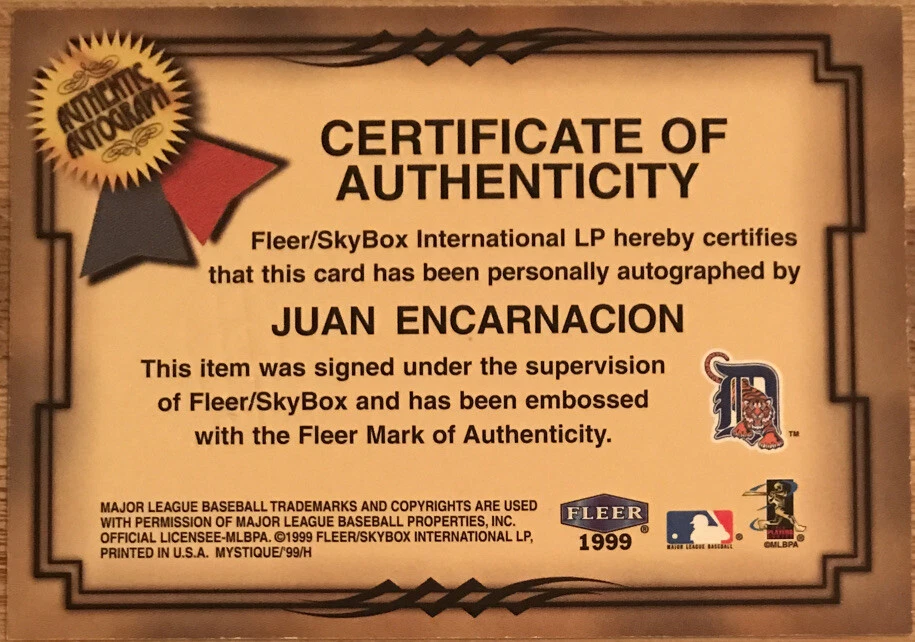 AUTHENTIC
AUTOGRAPH
CERTIFICATE OF
AUTHENTICITY
Fleer/SkyBox International LP hereby certifies
that this card has been personally autographed by
JUAN ENCARNACION
This item was signed under the supervision
of Fleer/SkyBox and has been embossed
with the Fleer Mark of Authenticity.
D
TM
MAJOR LEAGUE BASEBALL TRADEMARKS AND COPYRIGHTS ARE USED
WITH PERMISSION OF MAJOR LEAGUE BASEBALL PROPERTIES, INC.
OFFICIAL LICENSEE-MLBPA. ©1999 FLEER/SKYBOX INTERNATIONAL LP,
PRINTED IN U.S.A. MYSTIQUE/'99/H
FLEER®
1999
MAJOR LEAGUE BASEBALL®
PLAYERS
©MLBPA